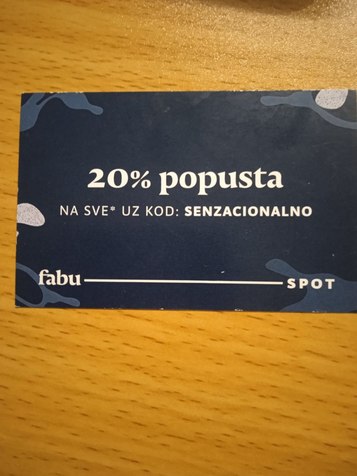 20% popusta
NA SVE* UZ KOD: SENZACIONALNO
fabu SPOT